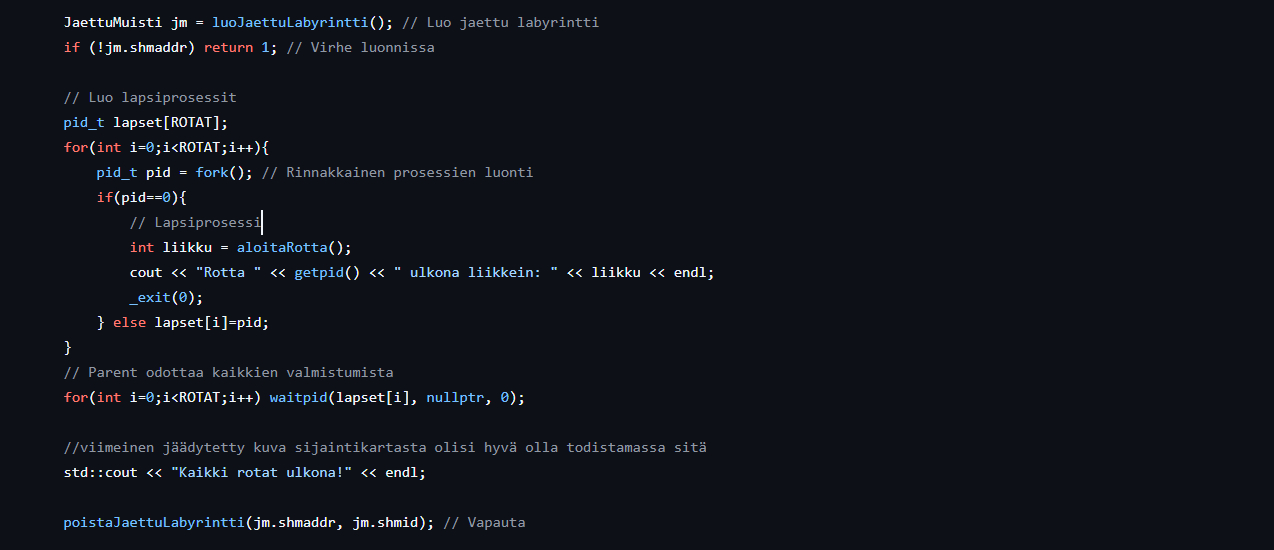 JaettuMuisti jm = luoJaettuLabyrintti(); // Luo jaettu labyrintti
if (!jm.shmaddr) return 1; // Virhe luonnissa
// Luo lapsiprosessit
pid_t lapset[ROTAT];
for(int i=0;i<ROTAT;i++){
pid_t pid = fork(); // Rinnakkainen prosessien luonti
if(pid==0){
// Lapsiprosessi
int liikku = aloitaRotta();
cout << "Rotta " << getpid() << " ulkona liikkein: " << liikku << endl;
_exit(0);
} else lapset[i]=pid;
}
// Parent odottaa kaikkien valmistumista
for(int i=0;i<ROTAT;i++) waitpid(lapset[i], nullptr, 0);
//viimeinen jäädytetty kuva sijaintikartasta olisi hyvä olla todistamassa sitä
std::cout << "Kaikki rotat ulkona!" << endl;
poistaJaettuLabyrintti(jm.shmaddr, jm.shmid); // Vapauta